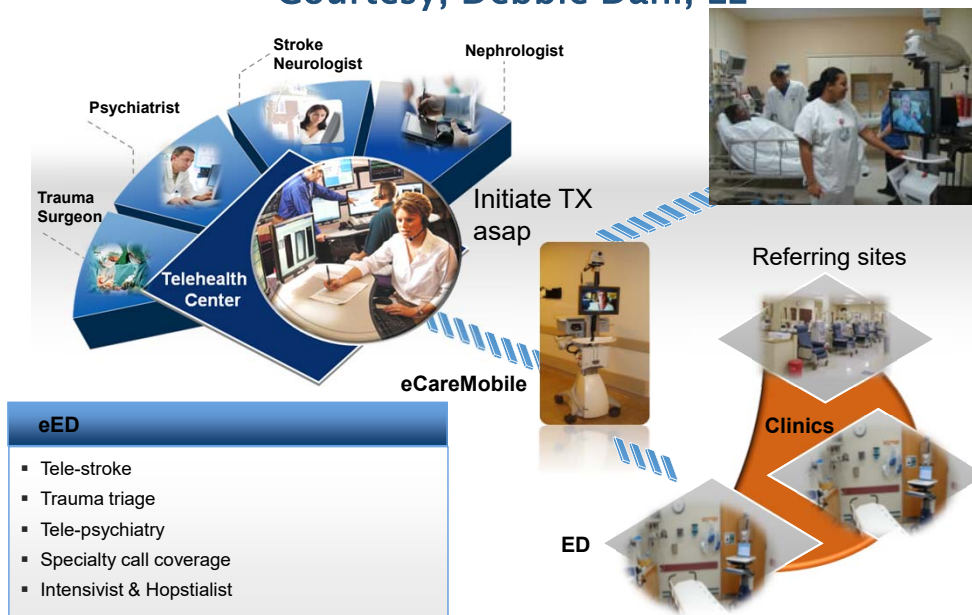 Stroke
Neurologist
Nephrologist
Psychiatrist
Trauma
Surgeon
Telehealth
Center
Initiate TX
asap
Referring sites
eCareMobile
Clinics
ED
eED
Tele-stroke
Trauma triage
Tele-psychiatry
Specialty call coverage
Intensivist & Hopstialist